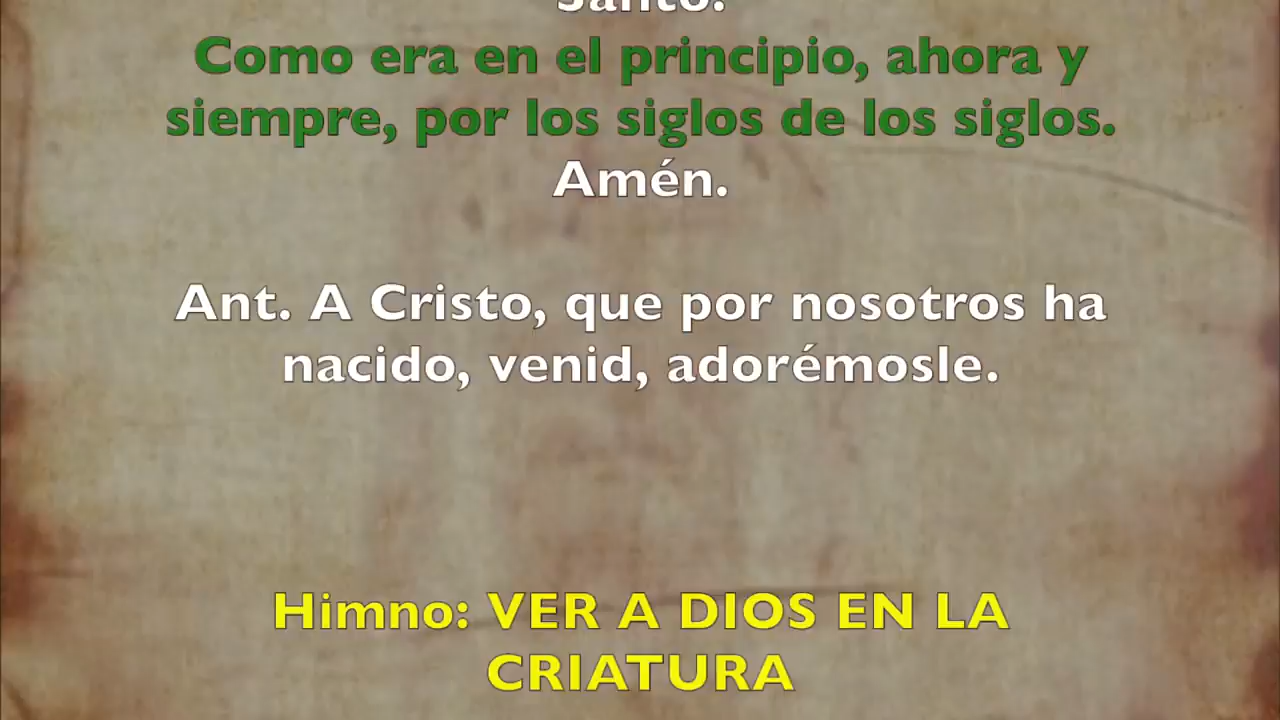 Santo.
Como era en el principio, ahora y
siempre, por los siglos de los siglos.
Amén.
Ant. A Cristo, que por nosotros ha
nacido, venid, adorémosle.
Himno: VER A DIOS EN LA
CRIATURA